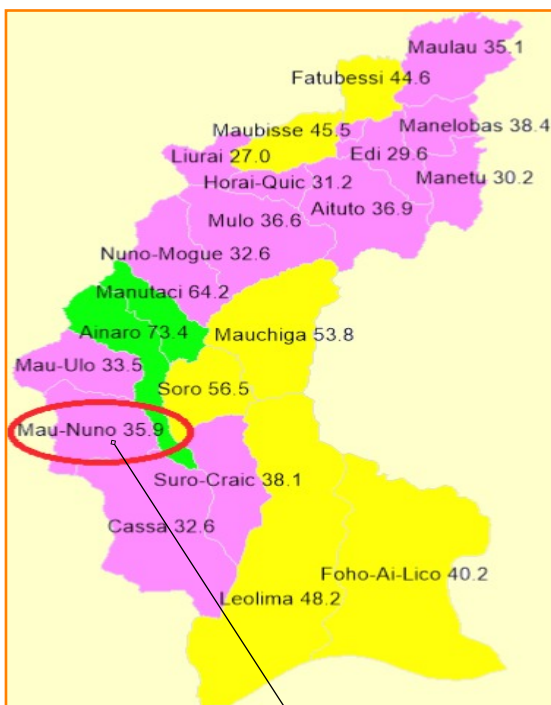 Maulau 35.1
Fatubessi 44.6
Maubisse 45.5
Manelobas 38.4
Liurai 27.0
Edi 29.6
Horai-Quic 31.2
Manetu 30.2
Mulo 36.6
Aituto 36.9
Nuno-Mogue 32.6
Manutaci 64.2
Ainaro 73.4
Mauchiga 53.8
Mau-Ulo 33.5
Soro 56.5
Mau-Nuno 35.9
Suro-Craic 38.1
Cassa 32.6
Foho-Ai-Lico 40.2
Leolima 48.2